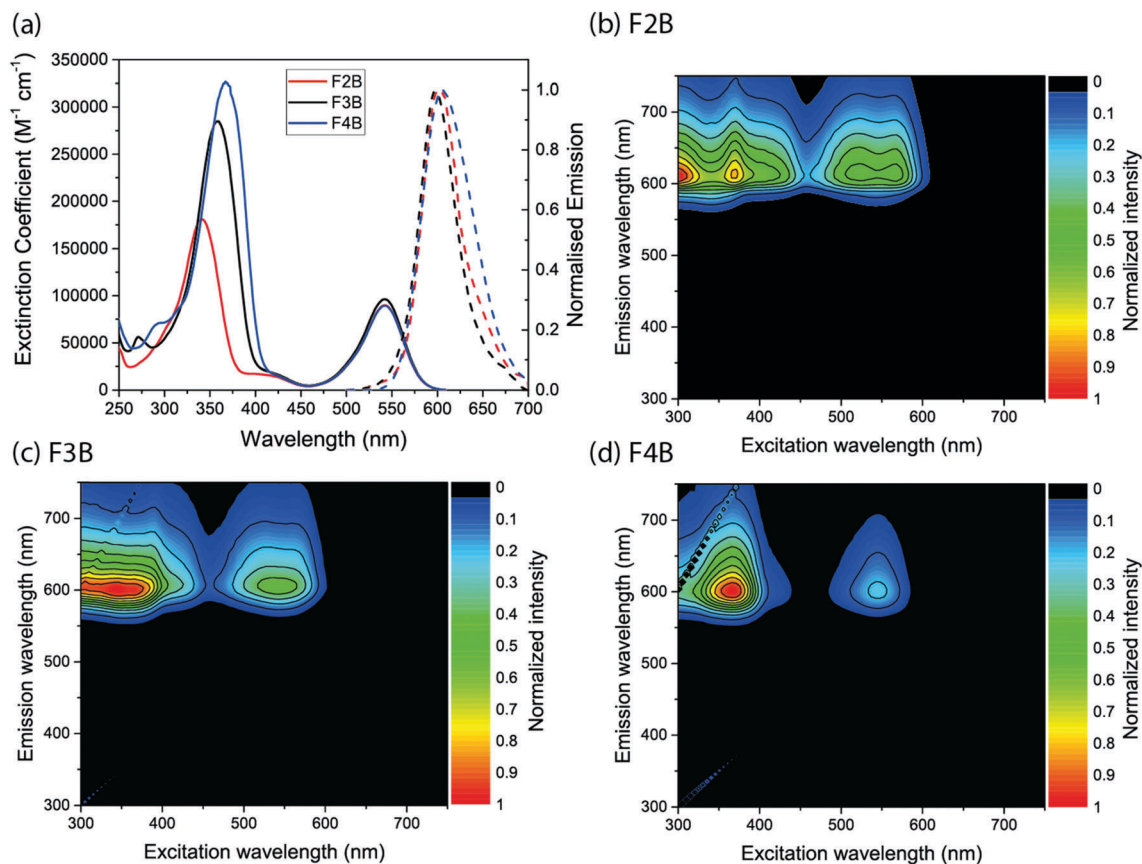 (a)
350000
300000
250000
200000
150000
100000
50000
0
Exctinction Coefficient (M⁻¹ cm⁻¹)
F2B
F3B
F4B
1.0
0.8
0.6
0.4
0.2
0.0
Normalised Emission
250 300 350 400 450 500 550 600 650 700
Wavelength (nm)
(b) F2B
700
600
500
400
300
Emission wavelength (nm)
300 400 500 600 700
Excitation wavelength (nm)
0
0.1
0.2
0.3
0.4
0.5
0.6
0.7
0.8
0.9
1
Normalized intensity
(c) F3B
700
600
500
400
300
Emission wavelength (nm)
300 400 500 600 700
Excitation wavelength (nm)
0
0.1
0.2
0.3
0.4
0.5
0.6
0.7
0.8
0.9
1
Normalized intensity
(d) F4B
700
600
500
400
300
Emission wavelength (nm)
300 400 500 600 700
Excitation wavelength (nm)
0
0.1
0.2
0.3
0.4
0.5
0.6
0.7
0.8
0.9
1
Normalized intensity